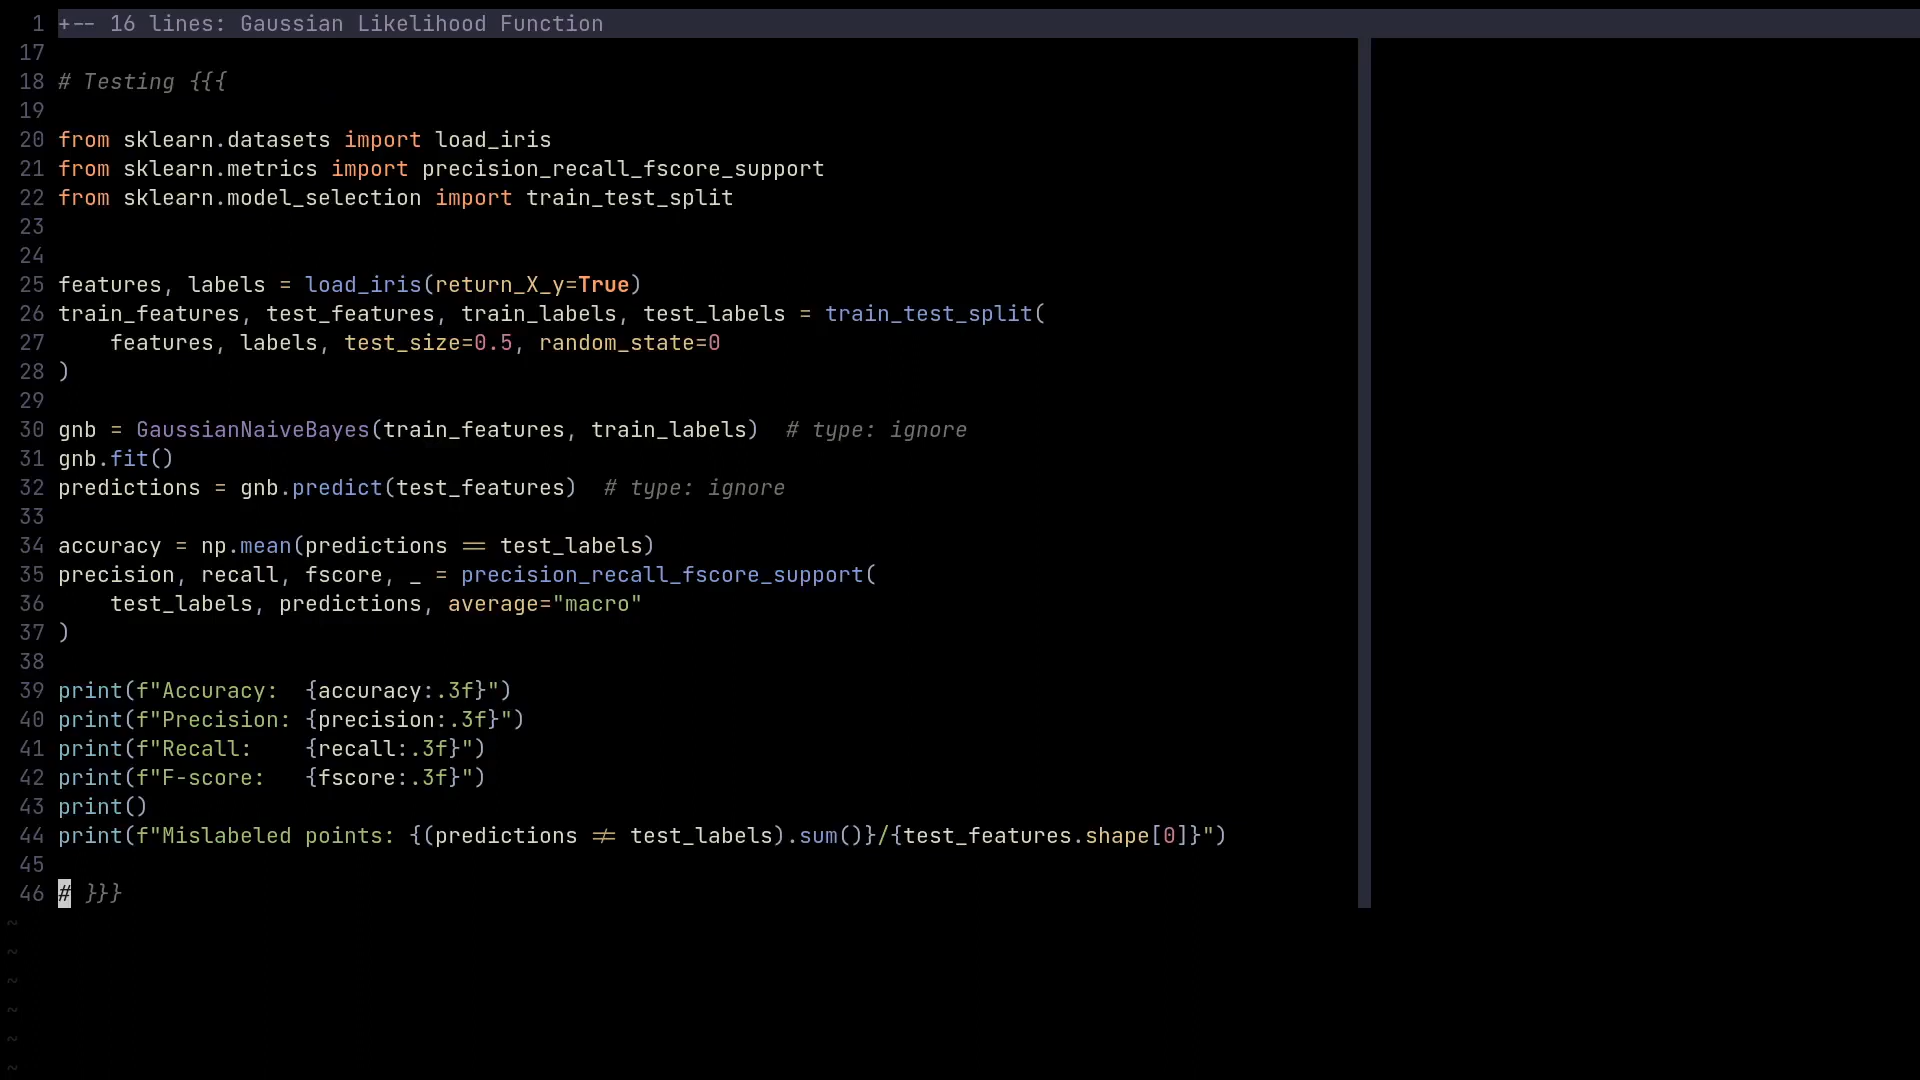 1 +-- 16 lines: Gaussian Likelihood Function
17
18 # Testing {{{
19
20 from sklearn.datasets import load_iris
21 from sklearn.metrics import precision_recall_fscore_support
22 from sklearn.model_selection import train_test_split
23
24
25 features, labels = load_iris(return_X_y=True)
26 train_features, test_features, train_labels, test_labels = train_test_split(
27     features, labels, test_size=0.5, random_state=0
28 )
29
30 gnb = GaussianNaiveBayes(train_features, train_labels)  # type: ignore
31 gnb.fit()
32 predictions = gnb.predict(test_features)  # type: ignore
33
34 accuracy = np.mean(predictions == test_labels)
35 precision, recall, fscore, _ = precision_recall_fscore_support(
36     test_labels, predictions, average="macro"
37 )
38
39 print(f"Accuracy:  {accuracy:.3f}")
40 print(f"Precision: {precision:.3f}")
41 print(f"Recall:    {recall:.3f}")
42 print(f"F-score:   {fscore:.3f}")
43 print()
44 print(f"Mislabeled points: {(predictions != test_labels).sum()}/{test_features.shape[0]}")
45
46 # }}}
~
~
~
~
~
~